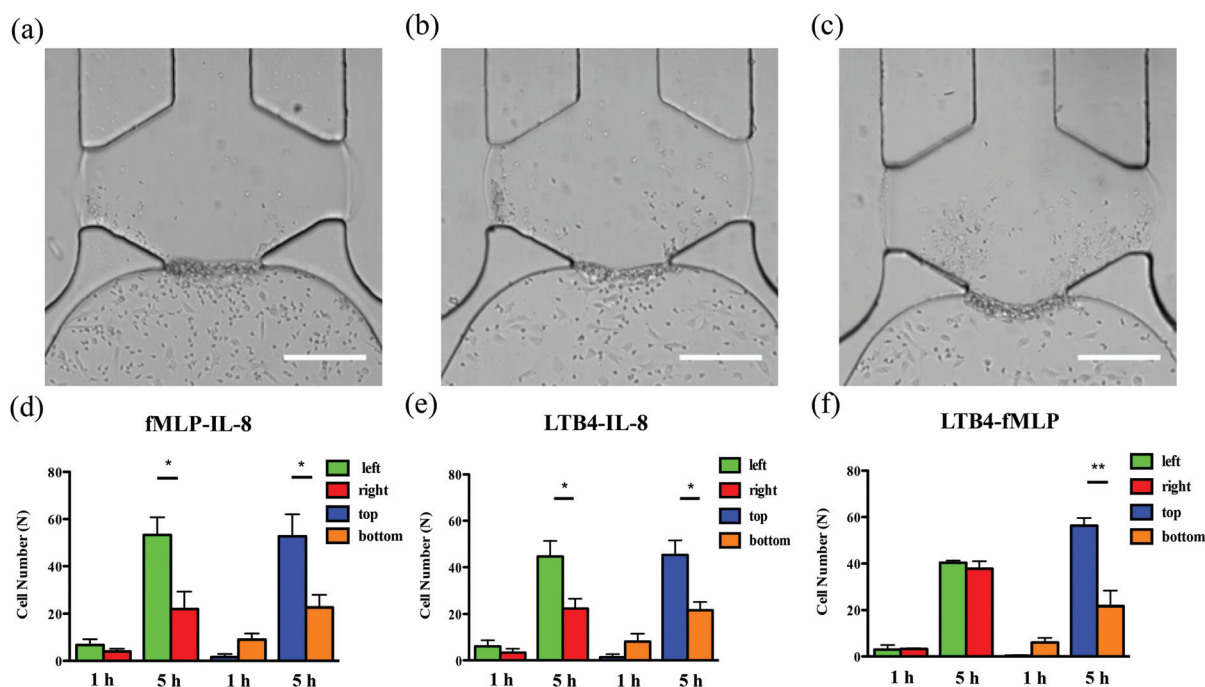 (a)
(b)
(c)
(d)
fMLP-IL-8
Cell Number (N)
80
60
40
20
0
1 h
5 h
1 h
5 h
*
*
left
right
top
bottom
(e)
LTB4-IL-8
Cell Number (N)
80
60
40
20
0
1 h
5 h
1 h
5 h
*
*
left
right
top
bottom
(f)
LTB4-fMLP
Cell Number (N)
80
60
40
20
0
1 h
5 h
1 h
5 h
**
left
right
top
bottom